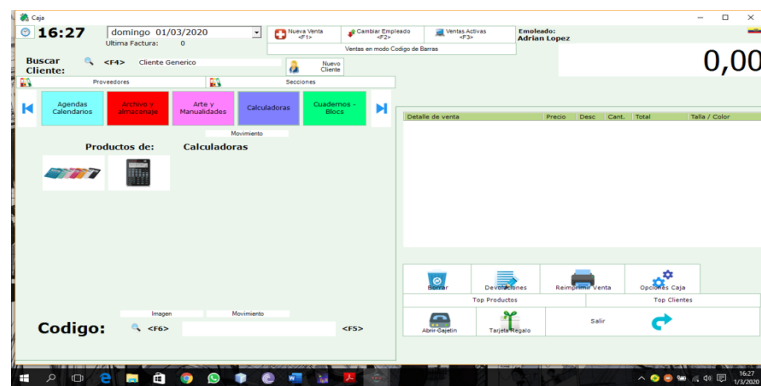 Caja
16:27
domingo 01/03/2020
Ultima Factura: 0
Nueva Venta
<F1>
Cambiar Empleado
<F2>
Ventas Activas
<F3>
Ventas en modo Codigo de Barras
Emoleado:
Adrian Lopez
Buscar Cliente:
<F4>
Cliente Generico
Nuevo Cliente
0,00
Proveedores
Secciones
Agendas Calendarios
Archivo y almacenaje
Arte y Manualidades
Calculadoras
Cuadernos - Blocs
Movimiento
Productos de: Calculadoras
Detalle de venta Precio Desc Cant. Total Talla / Color
Borrar
Devoluciones
Reimprime Venta
Opciones Caja
Top Productos
Top Clientes
Abrir Cajetin
Tarjeta Regalo
Salir
Imagen
Movimiento
Codigo:
<F6>
<F5>
16:27
1/3/2020